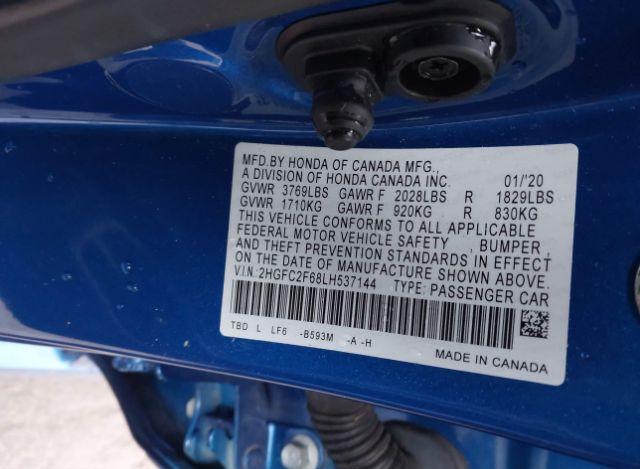 MFD.BY HONDA OF CANADA MFG.,
A DIVISION OF HONDA CANADA INC. 01/'20
GVWR 3769LBS GAWR F 2028LBS R 1829LBS
GVWR 1710KG GAWR F 920KG R 830KG
THIS VEHICLE CONFORMS TO ALL APPLICABLE
FEDERAL MOTOR VEHICLE SAFETY , BUMPER ,
AND THEFT PREVENTION STANDARDS IN EFFECT
ON THE DATE OF MANUFACTURE SHOWN ABOVE.
V.I.N.:2HGFC2F68LH537144 TYPE: PASSENGER CAR
TBD L LF6 -B593M -A -H
MADE IN CANADA